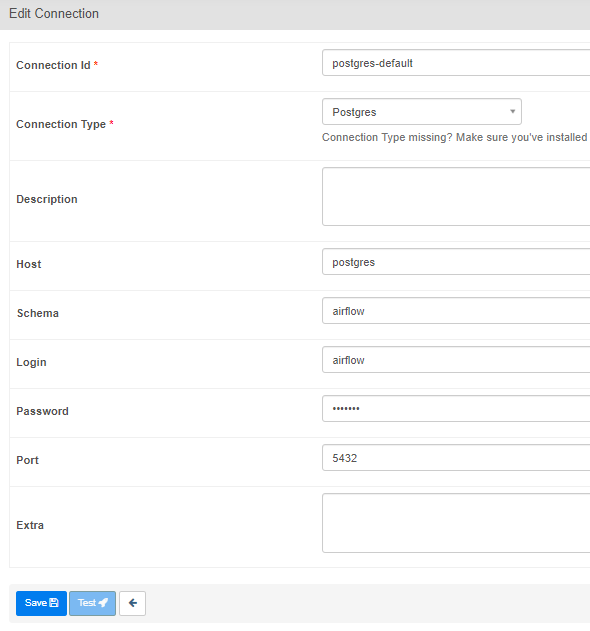 Edit Connection
Connection Id *
postgres-default
Connection Type *
Postgres
Connection Type missing? Make sure you've installed
Description
Host
postgres
Schema
airflow
Login
airflow
Password
•••••••
Port
5432
Extra
Save
Test